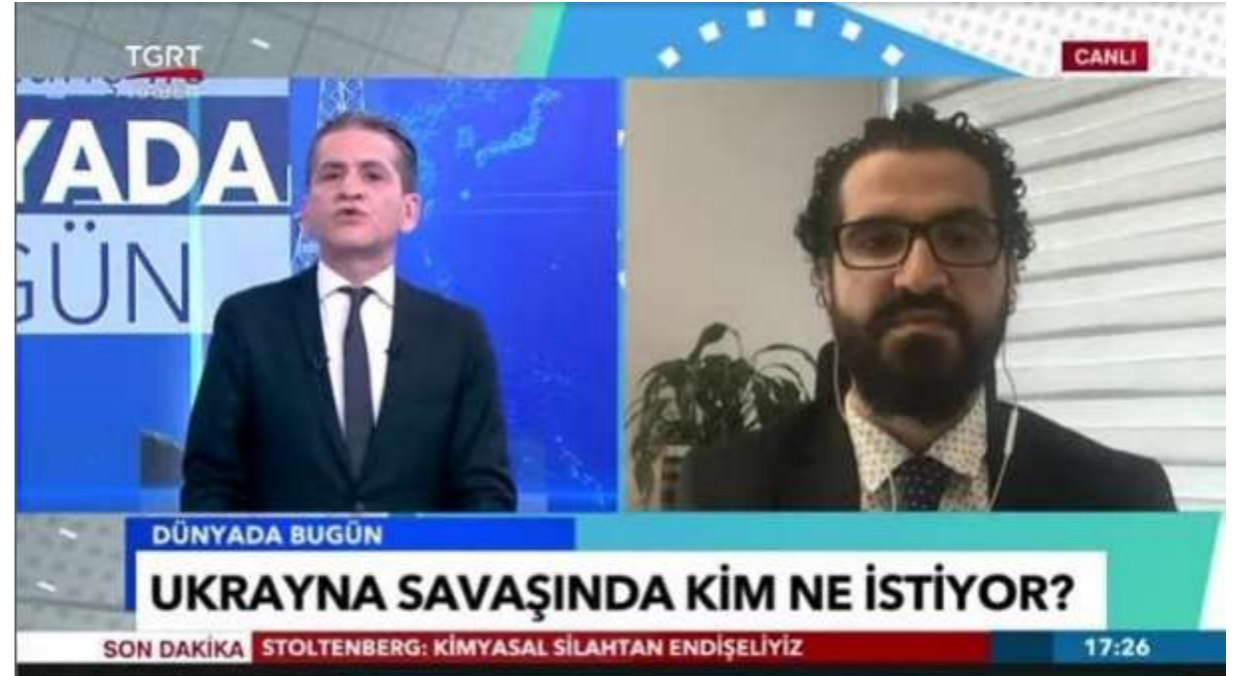 TGRT
CANLI
YADA
GÜN
DÜNYADA BUGÜN
UKRAYNA SAVAŞINDA KİM NE İSTİYOR?
SON DAKİKA STOLTENBERG: KİMYASAL SİLAHTAN ENDİŞELİYİZ 17:26